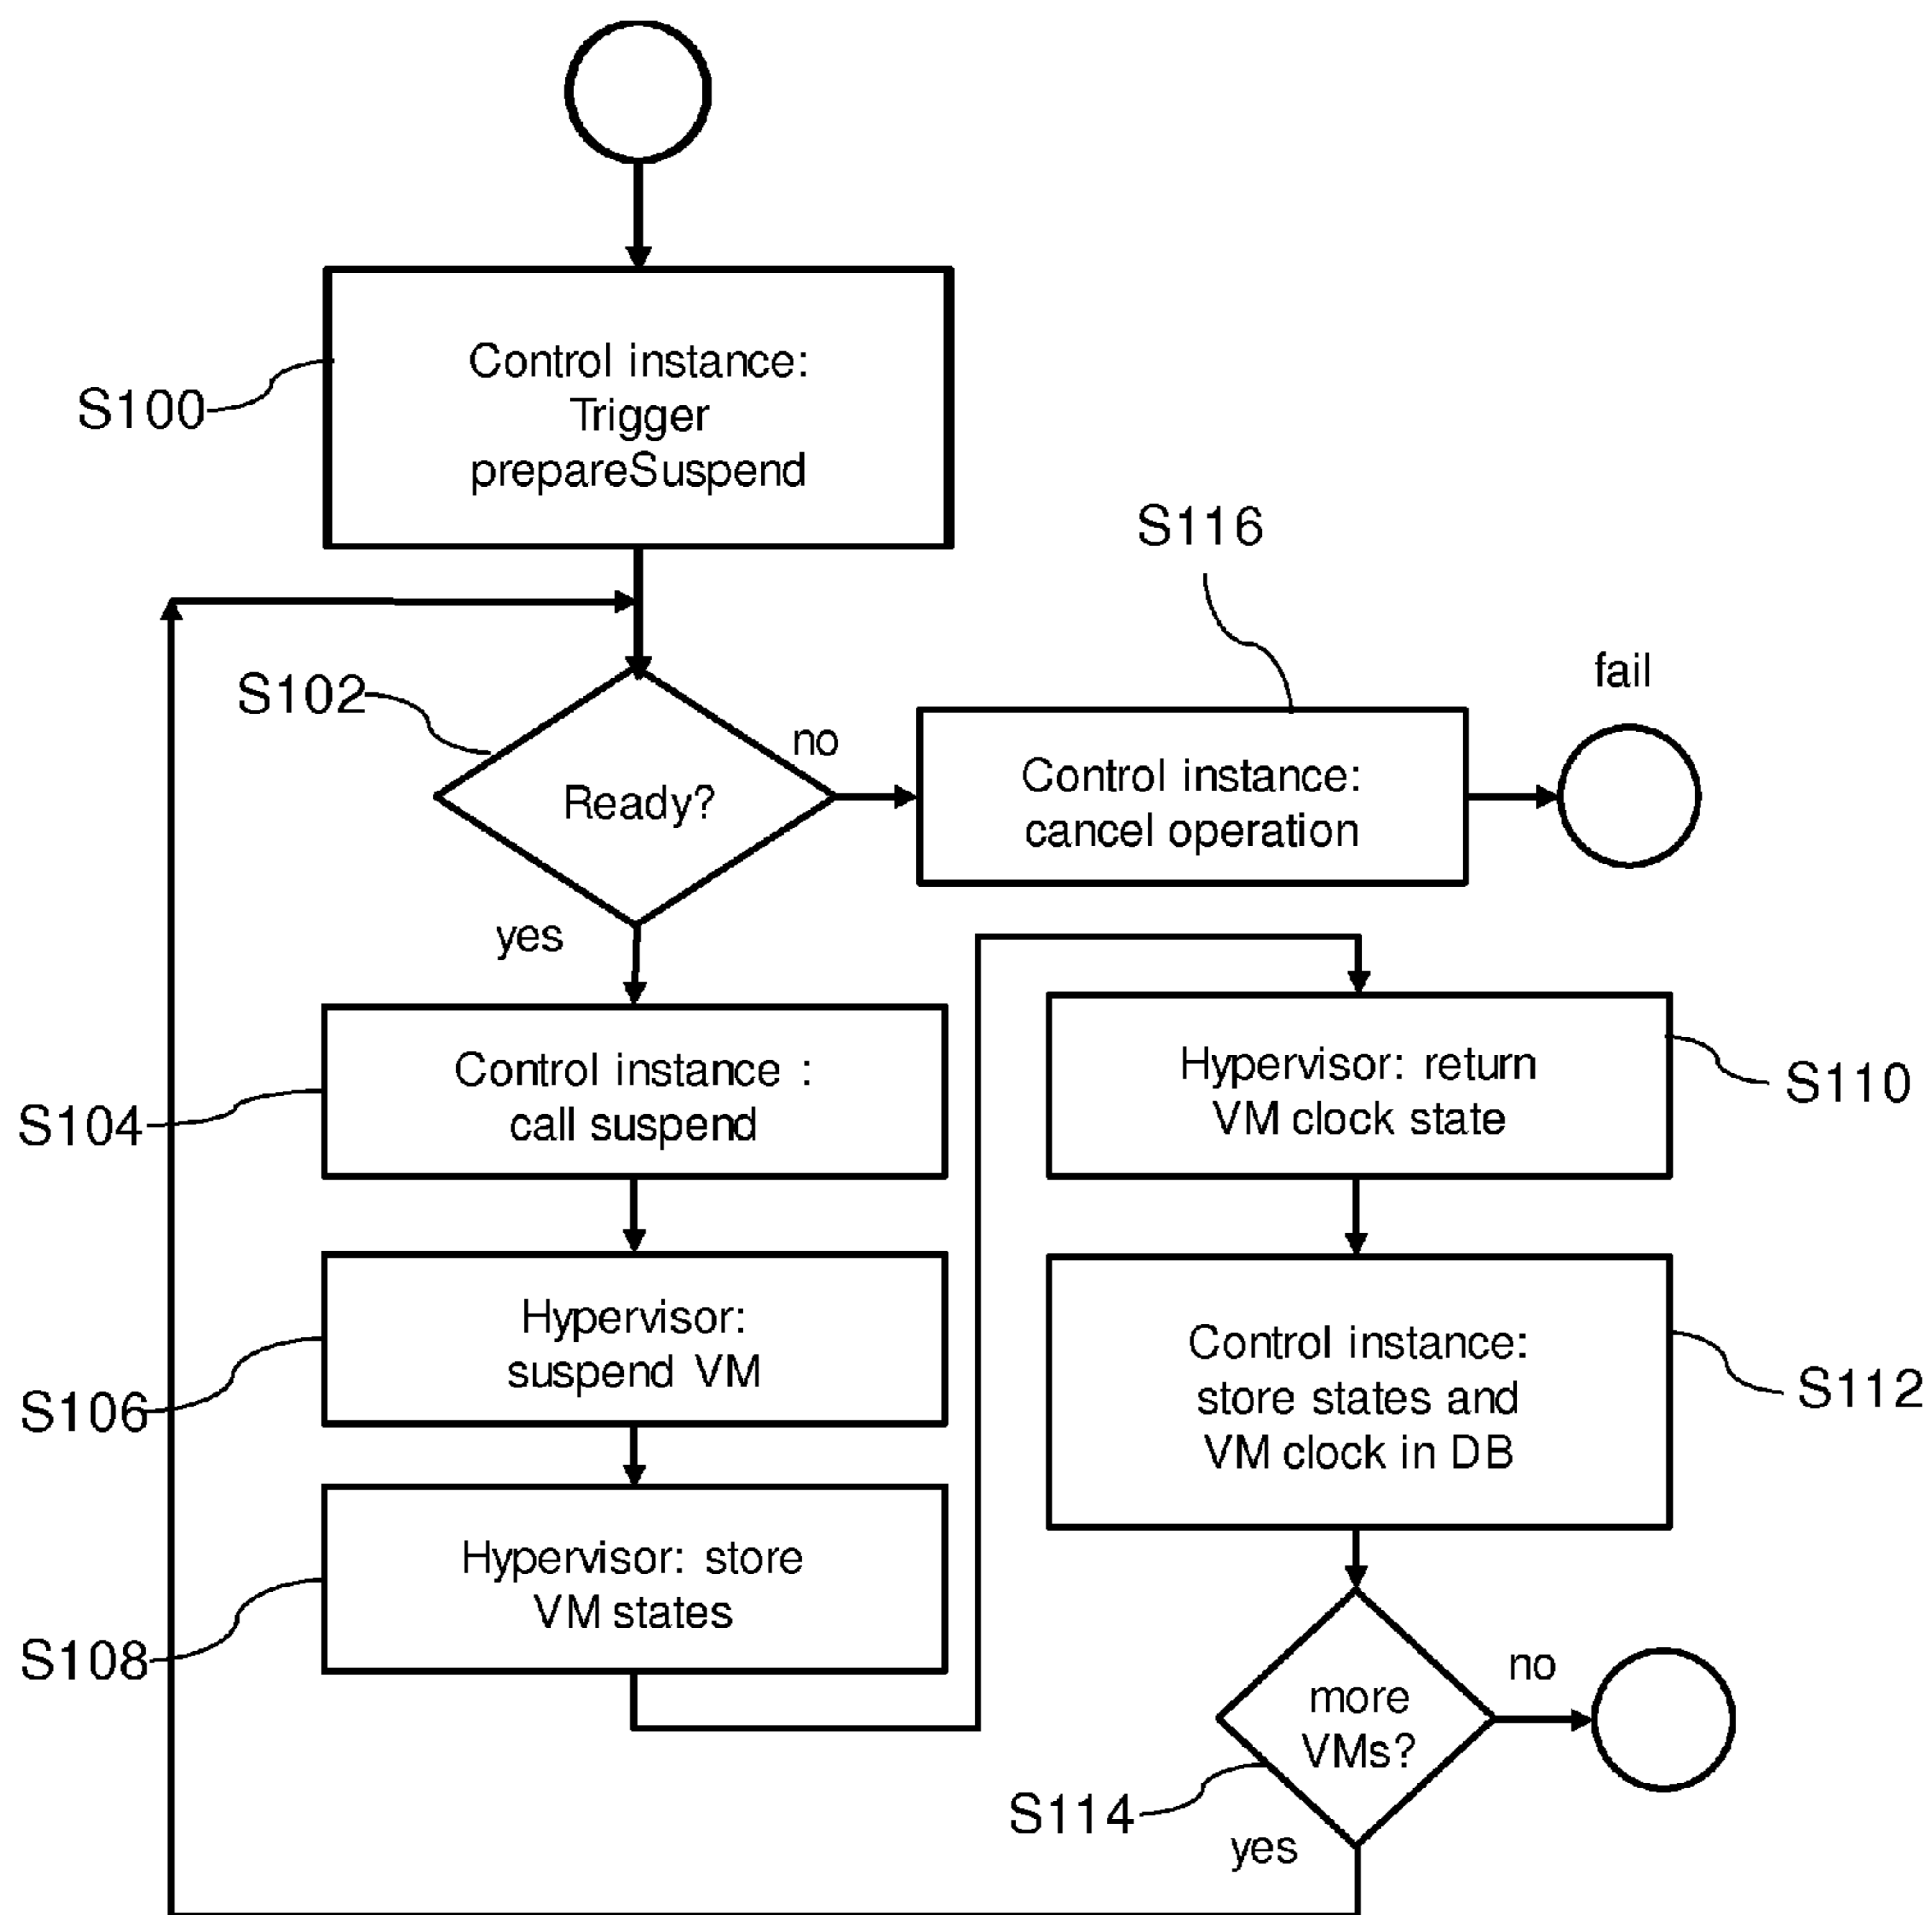 S100
Control instance:
Trigger
prepareSuspend
S116
S102
Ready?
no
Control instance:
cancel operation
fail
yes
S104
Control instance :
call suspend
S106
Hypervisor:
suspend VM
S108
Hypervisor: store
VM states
Hypervisor: return
VM clock state
S110
Control instance:
store states and
VM clock in DB
S112
more
VMs?
no
S114
yes